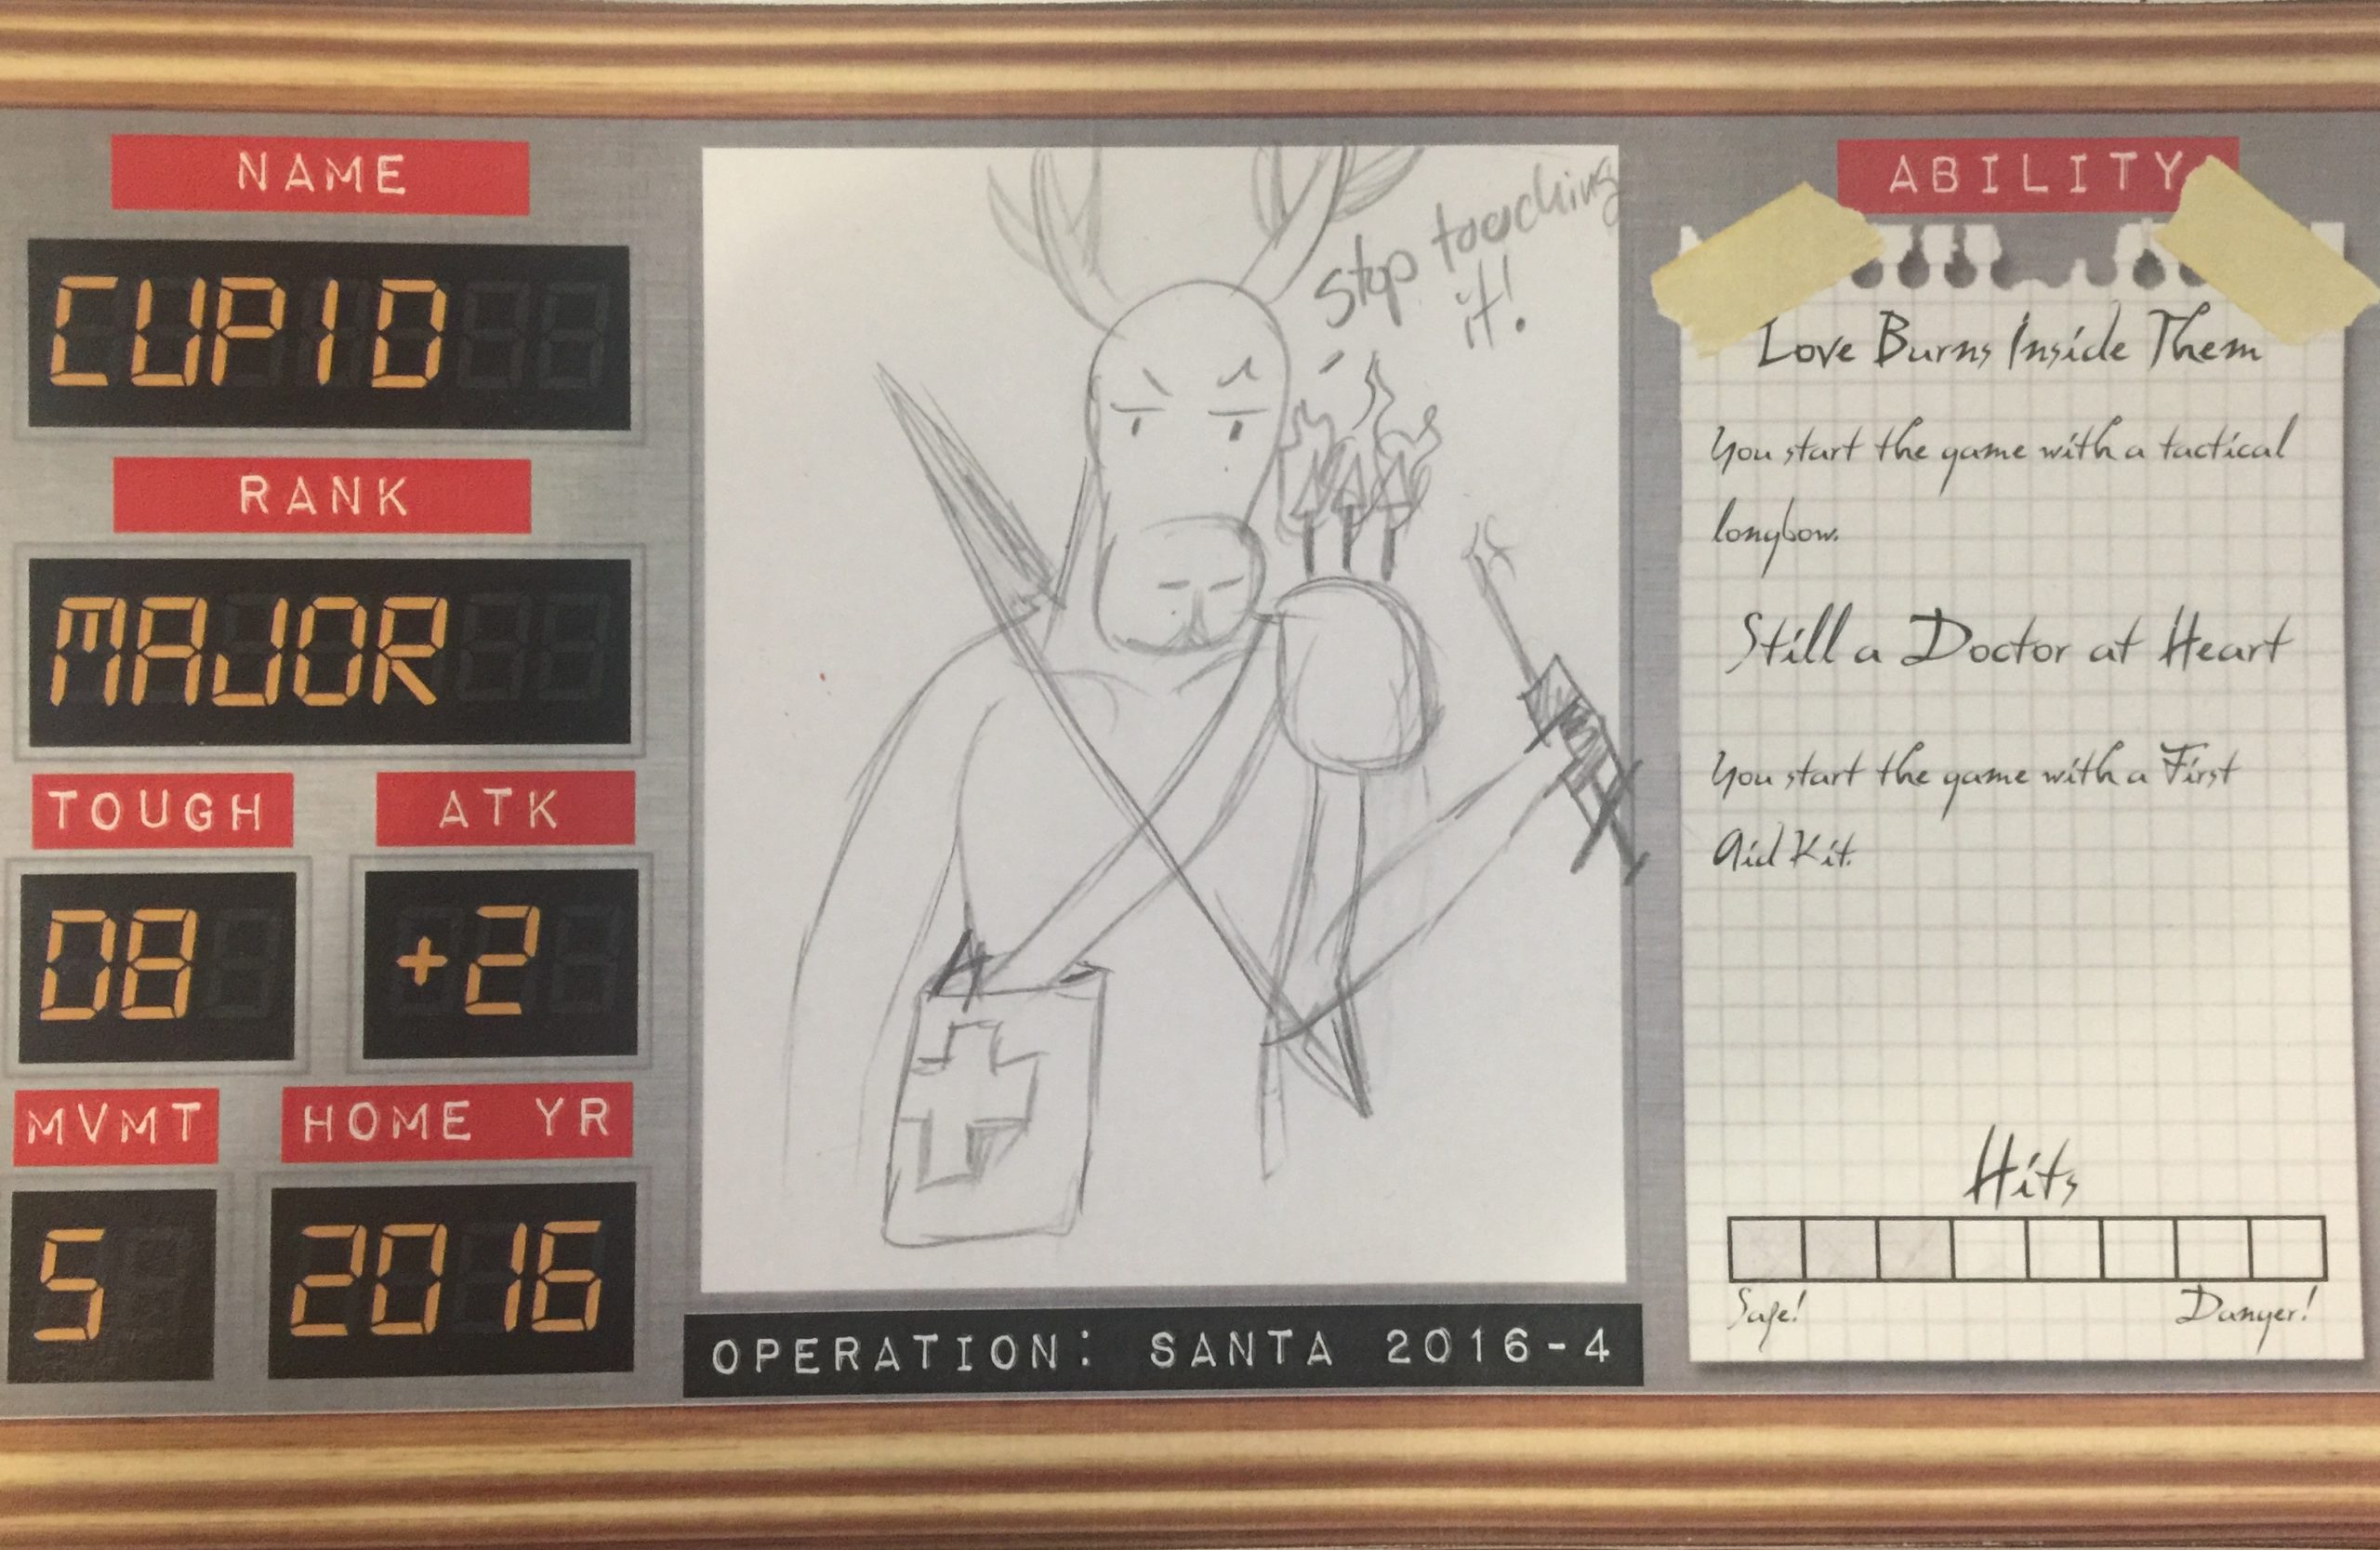 NAME
CUPID
RANK
MAJOR
TOUGH
ATK
08
+2
MVMT
HOME YR
5
2016
Stop touching
it!
OPERATION: SANTA 2016-4
ABILITY
Love Burns Inside Them
You start the game with a tactical
longbow.
Still a Doctor at Heart
You start the game with a First
Aid Kit.
Hits
Safe!
Danger!